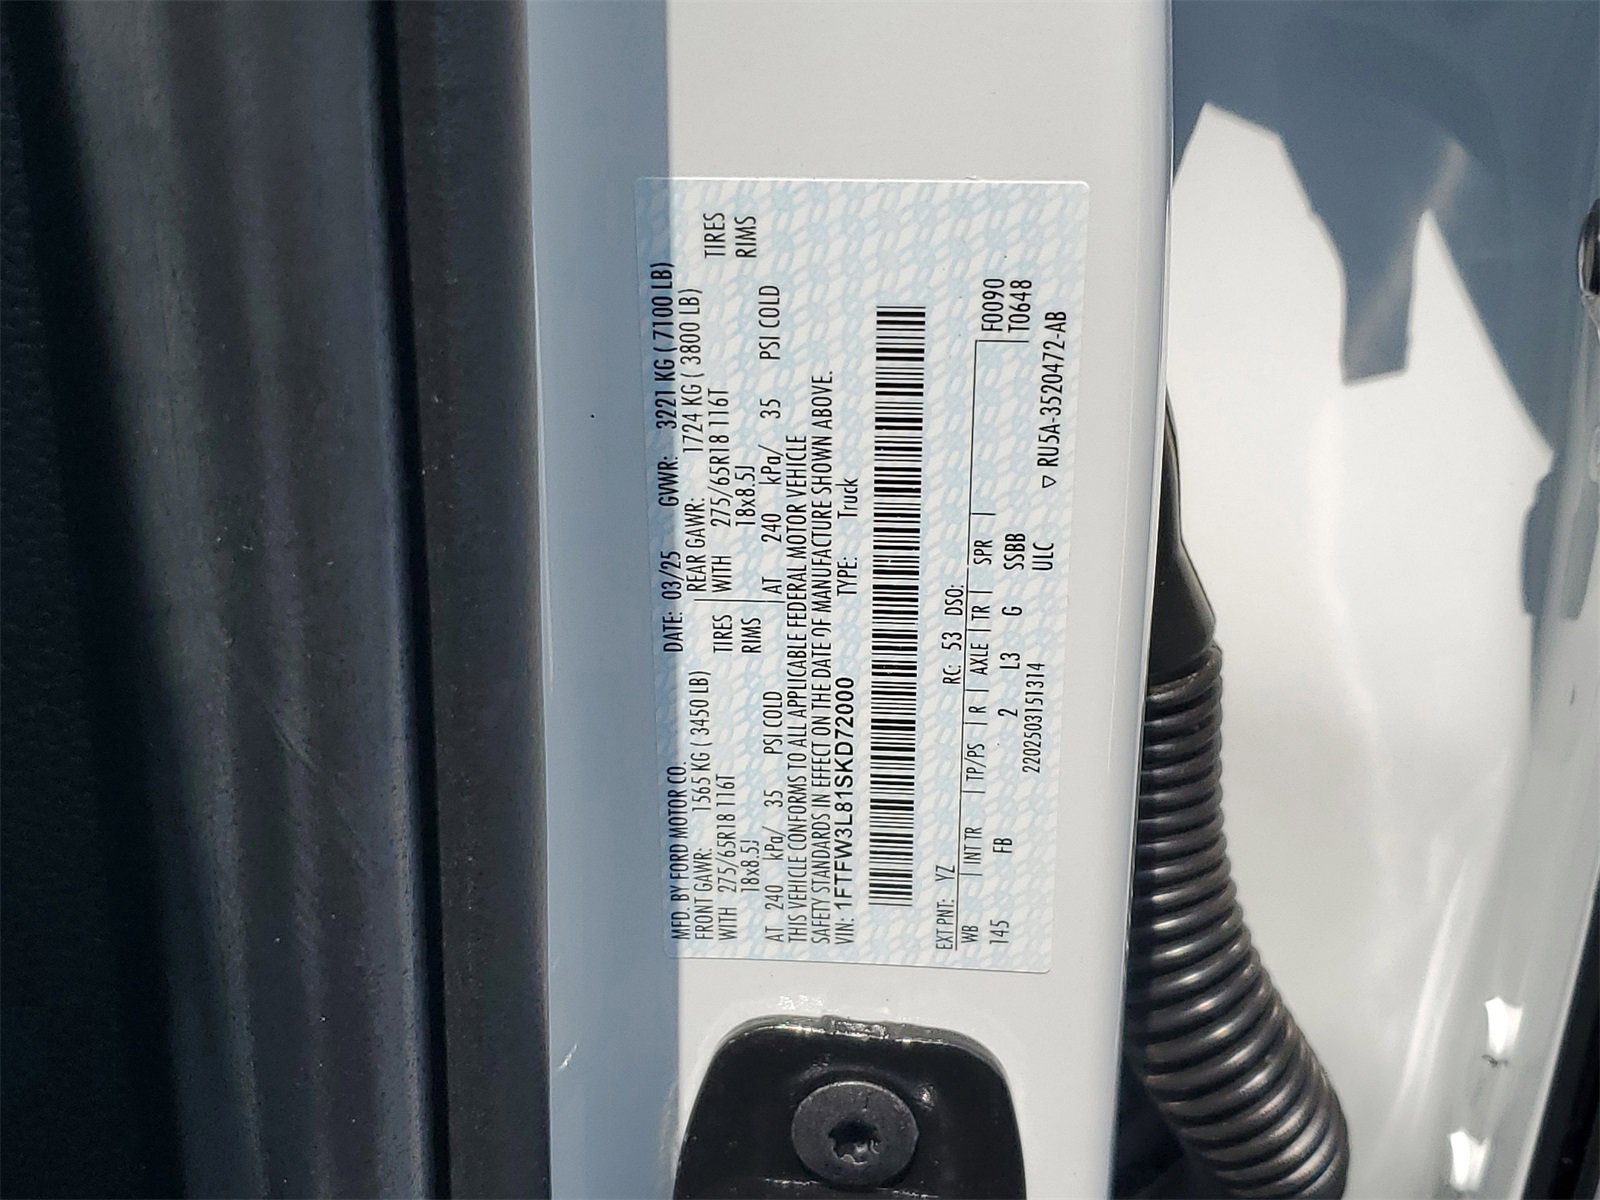 MFD. BY FORD MOTOR CO. DATE: 03/25 GVWR: 3221 KG ( 7100 LB)
FRONT GAWR: 1565 KG ( 3450 LB) REAR GAWR: 1724 KG ( 3800 LB)
WITH 275/65R18 116T TIRES WITH 275/65R18 116T TIRES
18x8.5J RIMS 18x8.5J RIMS
AT 240 kPa/ 35 PSI COLD AT 240 kPa/ 35 PSI COLD
THIS VEHICLE CONFORMS TO ALL APPLICABLE FEDERAL MOTOR VEHICLE
SAFETY STANDARDS IN EFFECT ON THE DATE OF MANUFACTURE SHOWN ABOVE.
VIN: 1FTFW3L81SKD72000 TYPE: Truck
EXT PNT: YZ RC: 53 DSO:
WB INT TR TP/PS R AXLE TR SPR F0090
145 FB 2 L3 G SSBB T0648
220250315 1314 ULC
▽ RU5A-3520472-AB